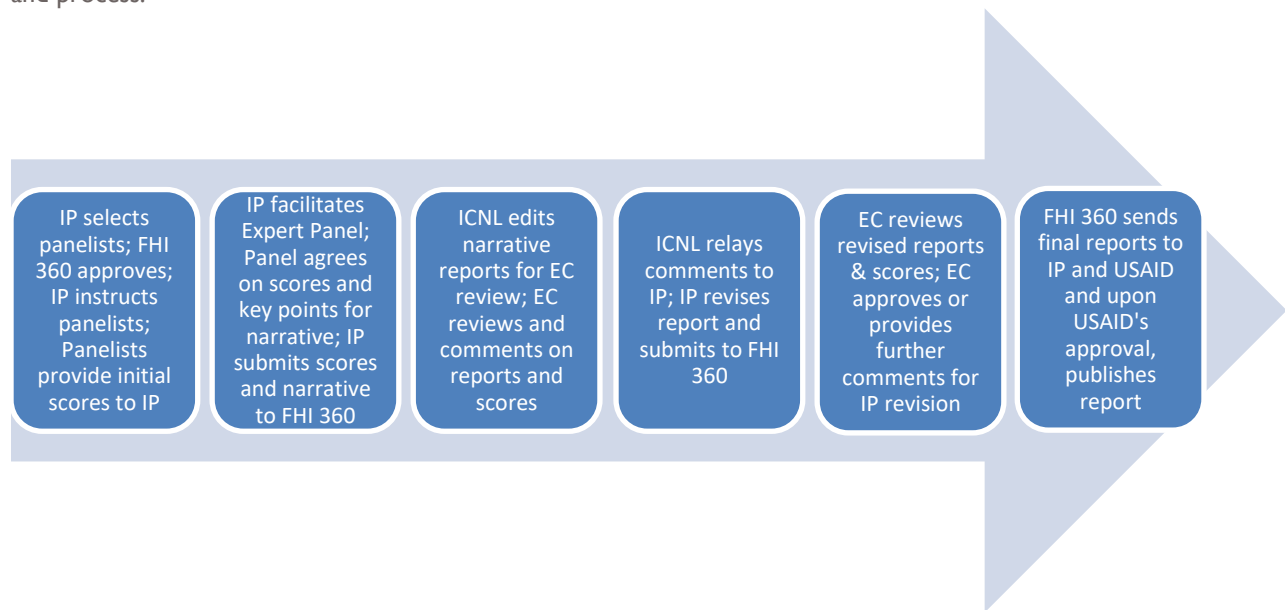 and process.
IP selects
panelists; FHI
360 approves;
IP instructs
panelists;
Panelists
provide initial
scores to IP
IP facilitates
Expert Panel;
Panel agrees
on scores and
key points for
narrative; IP
submits scores
and narrative
to FHI 360
ICNL edits
narrative
reports for EC
review; EC
reviews and
comments on
reports and
scores
ICNL relays
comments to
IP; IP revises
report and
submits to FHI
360
EC reviews
revised reports
& scores; EC
approves or
provides
further
comments for
IP revision
FHI 360 sends
final reports to
IP and USAID
and upon
USAID's
approval,
publishes
report